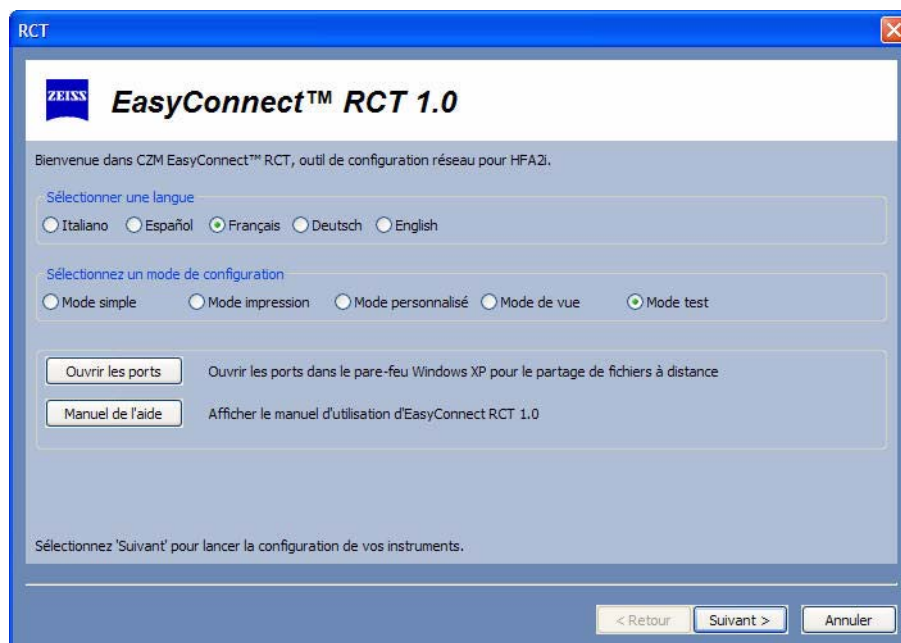 RCT
ZEISS
EasyConnect™ RCT 1.0
Bienvenue dans CZM EasyConnect™ RCT, outil de configuration réseau pour HFA2i.
Sélectionner une langue
Italiano Español Français Deutsch English
Sélectionnez un mode de configuration
Mode simple Mode impression Mode personnalisé Mode de vue Mode test
Ouvrir les ports Ouvrir les ports dans le pare-feu Windows XP pour le partage de fichiers à distance
Manuel de l'aide Afficher le manuel d'utilisation d'EasyConnect RCT 1.0
Sélectionnez 'Suivant' pour lancer la configuration de vos instruments.
< Retour Suivant > Annuler